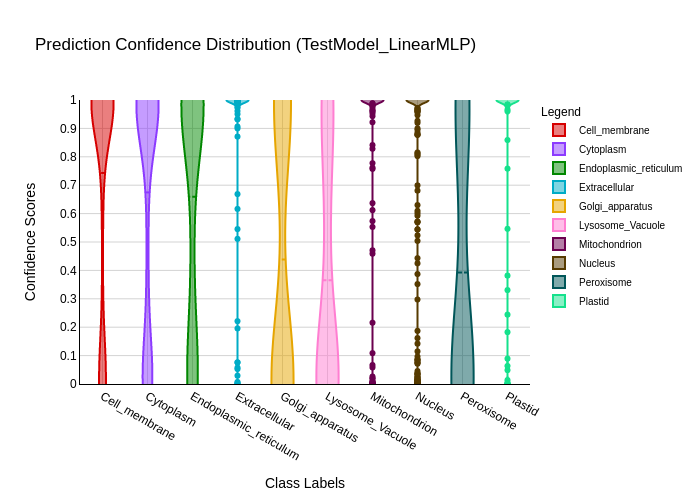 Prediction Confidence Distribution (TestModel_LinearMLP)
Confidence Scores
1
0.9
0.8
0.7
0.6
0.5
0.4
0.3
0.2
0.1
0
Cell_membrane
Cytoplasm
Endoplasmic_reticulum
Extracellular
Golgi_apparatus
Lysosome_Vacuole
Mitochondrion
Nucleus
Peroxisome
Plastid
Class Labels
Legend
Cell_membrane
Cytoplasm
Endoplasmic_reticulum
Extracellular
Golgi_apparatus
Lysosome_Vacuole
Mitochondrion
Nucleus
Peroxisome
Plastid